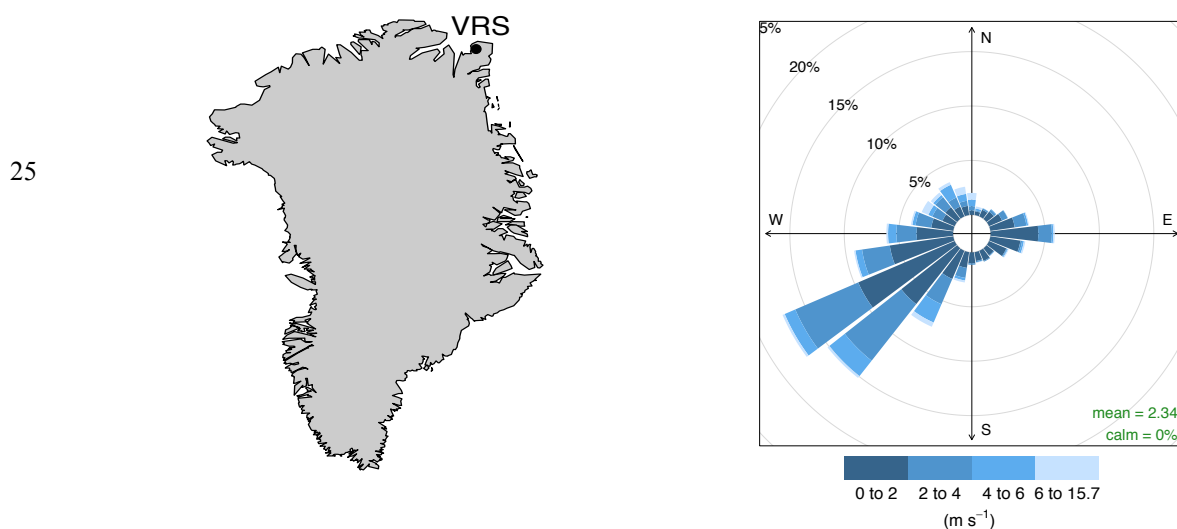 VRS
25
5%
20%
15%
10%
5%
N
W
E
S
mean = 2.34
calm = 0%
0 to 2 2 to 4 4 to 6 6 to 15.7
(m s⁻¹)